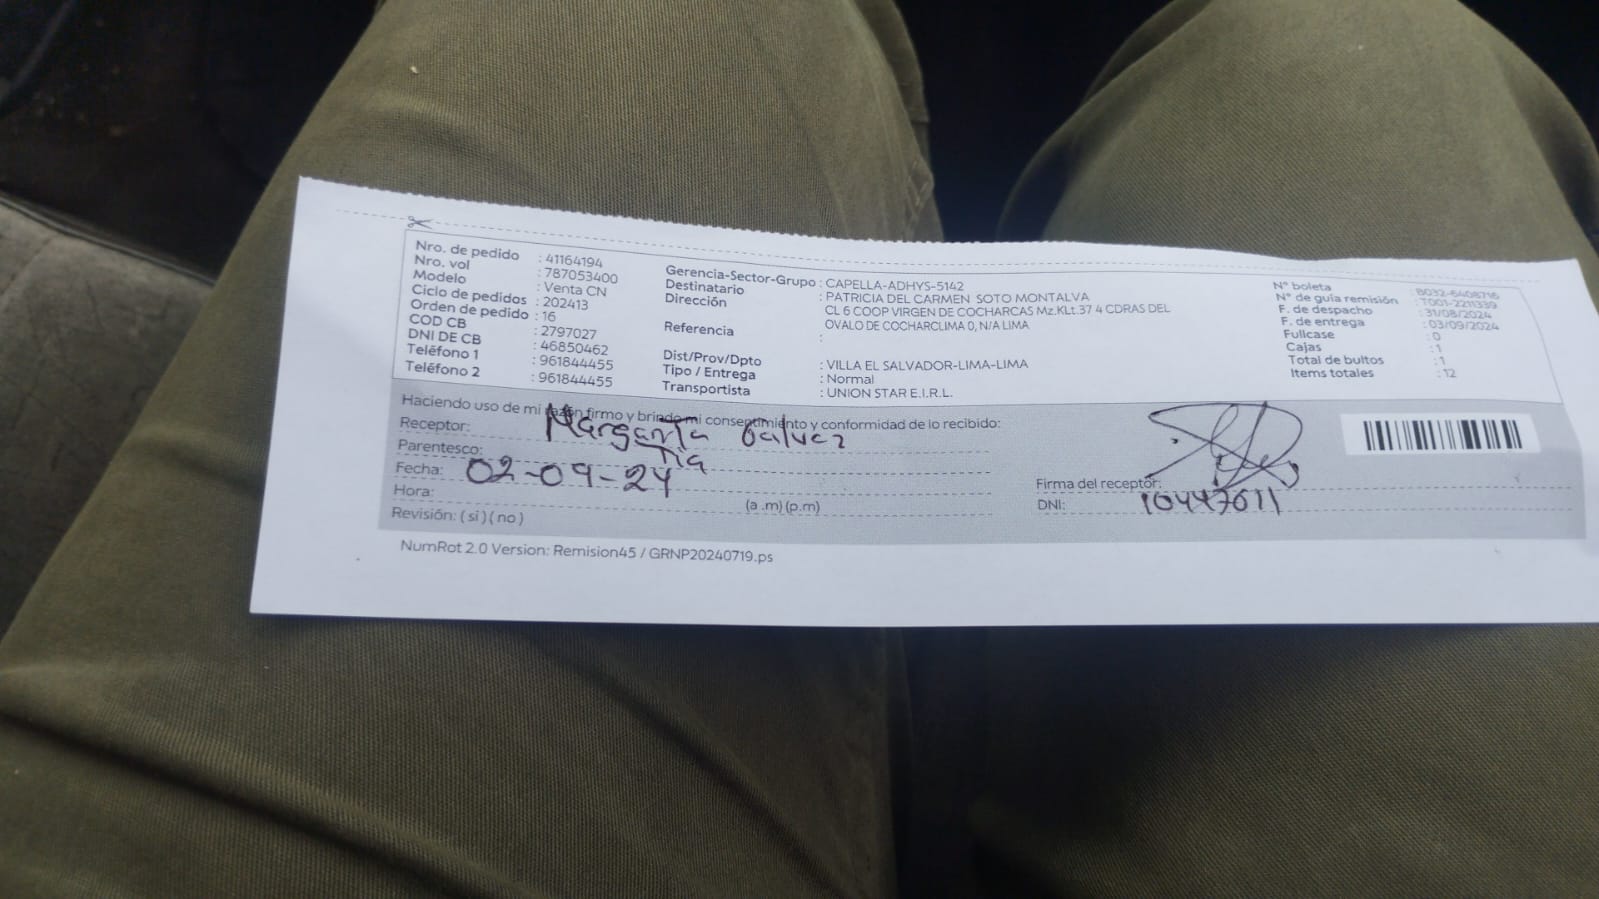 Nro. de pedido : 41164194
Nro. vol : 787053400
Modelo : Venta CN
Ciclo de pedidos : 202413
Orden de pedido : 16
COD CB : 2797027
DNI DE CB : 46850462
Teléfono 1 : 961844455
Teléfono 2 : 961844455
Gerencia-Sector-Grupo : CAPELLA-ADHYS-5142
Destinatario : PATRICIA DEL CARMEN SOTO MONTALVA
Dirección CL 6 COOP VIRGEN DE COCHARCAS Mz.KLt.37 4 CDRAS DEL
OVALO DE COCHARCLIMA 0, N/A LIMA
Referencia :
Dist/Prov/Dpto : VILLA EL SALVADOR-LIMA-LIMA
Tipo / Entrega : Normal
Transportista : UNION STAR E.I.R.L.
N° boleta : B032-6408716
N° de guía remisión : T001-2211339
F. de despacho : 31/08/2024
F. de entrega : 03/09/2024
Fullcase : 0
Cajas : 1
Total de bultos : 1
Items totales : 12
Haciendo uso de mi razón firmo y brindo mi consentimiento y conformidad de lo recibido:
Receptor: Margarita Galvez
Parentesco: Tia
Fecha: 02-09-24
Hora: (a.m) (p.m)
Revisión: ( si ) ( no )
Firma del receptor:
DNI: 10447611
NumRot 2.0 Version: Remision45 / GRNP20240719.ps